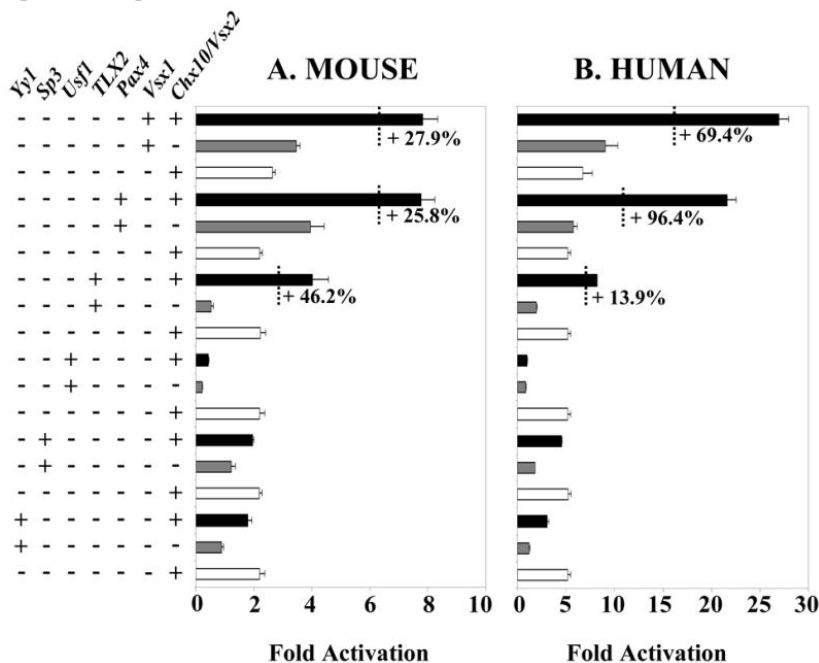 Yy1 Sp3 Usf1 TLX2 Pax4 Vsx1 Chx10/Vsx2
A. MOUSE B. HUMAN
- - - - - + +
+ 27.9% + 69.4%
- - - - - + -
- - - - - - +
- - - - + - +
+ 25.8% + 96.4%
- - - - + - -
- - - - - - +
- - - + - - +
+ 46.2% + 13.9%
- - - + - - -
- - - - - - +
- - + - - - +
- - + - - - -
- - - - - - +
- + - - - - +
- + - - - - -
- - - - - - +
+ - - - - - +
+ - - - - - -
- - - - - - +
0 2 4 6 8 10 0 5 10 15 20 25 30
Fold Activation Fold Activation